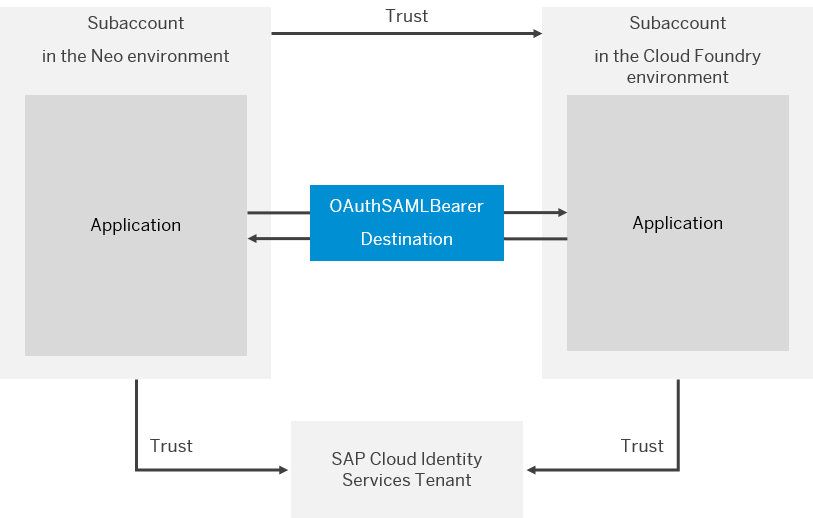 Subaccount
in the Neo environment
Trust
Subaccount
in the Cloud Foundry
environment
Application
OAuthSAMLBearer
Destination
Application
Trust
SAP Cloud Identity
Services Tenant
Trust